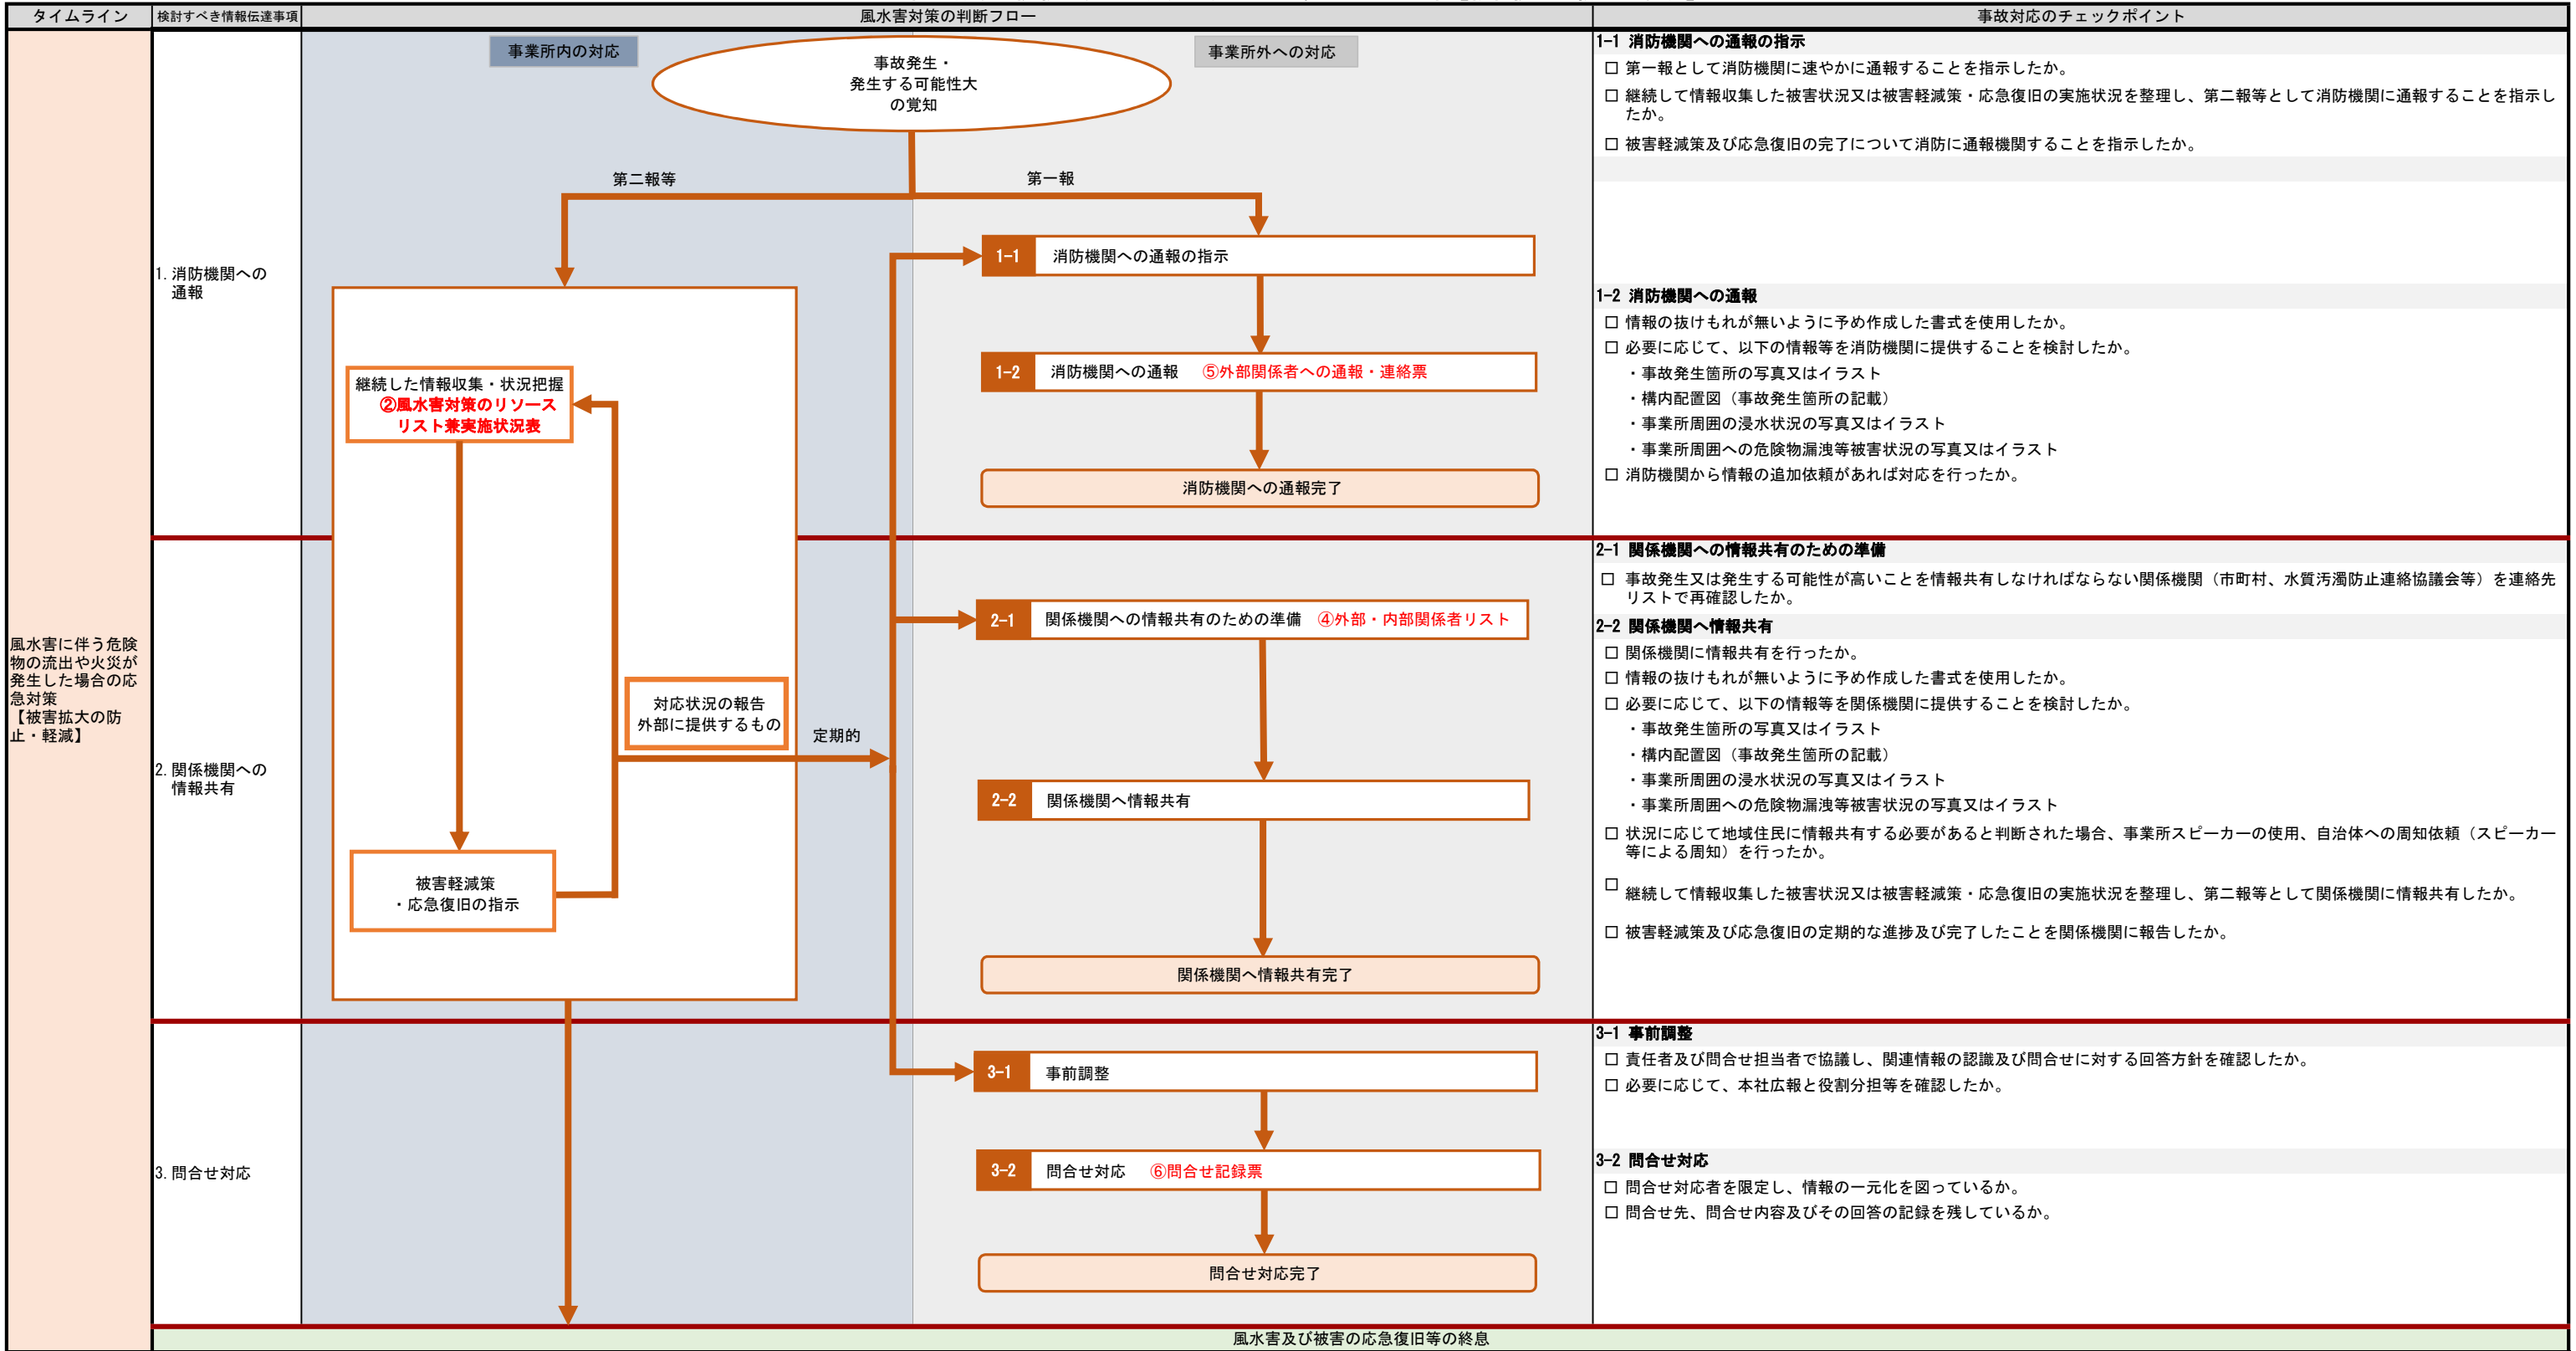 タイムライン
検討すべき情報伝達事項
風水害対策の判断フロー
事故対応のチェックポイント
風水害に伴う危険
物の流出や火災が
発生した場合の応
急対策
【被害拡大の防
止・軽減】
1.消防機関への
通報
2.関係機関への
情報共有
3.問合せ対応
事業所内の対応
事業所外への対応
事故発生・
発生する可能性大
の覚知
第二報等
第一報
継続した情報収集・状況把握
②風水害対策のリソース
リスト兼実施状況表
被害軽減策
・応急復旧の指示
対応状況の報告
外部に提供するもの
定期的
1-1 消防機関への通報の指示
1-2 消防機関への通報 ⑤外部関係者への通報・連絡票
消防機関への通報完了
2-1 関係機関への情報共有のための準備 ④外部・内部関係者リスト
2-2 関係機関へ情報共有
関係機関へ情報共有完了
3-1 事前調整
3-2 問合せ対応 ⑥問合せ記録票
問合せ対応完了
1-1 消防機関への通報の指示
□ 第一報として消防機関に速やかに通報することを指示したか。
□ 継続して情報収集した被害状況又は被害軽減策・応急復旧の実施状況を整理し、第二報等として消防機関に通報することを指示し
たか。
□ 被害軽減策及び応急復旧の完了について消防に通報機関することを指示したか。
1-2 消防機関への通報
□ 情報の抜けもれが無いように予め作成した書式を使用したか。
□ 必要に応じて、以下の情報等を消防機関に提供することを検討したか。
・事故発生箇所の写真又はイラスト
・構内配置図（事故発生箇所の記載）
・事業所周囲の浸水状況の写真又はイラスト
・事業所周囲への危険物漏洩等被害状況の写真又はイラスト
□ 消防機関から情報の追加依頼があれば対応を行ったか。
2-1 関係機関への情報共有のための準備
□ 事故発生又は発生する可能性が高いことを情報共有しなければならない関係機関（市町村、水質汚濁防止連絡協議会等）を連絡先
リストで再確認したか。
2-2 関係機関へ情報共有
□ 関係機関に情報共有を行ったか。
□ 情報の抜けもれが無いように予め作成した書式を使用したか。
□ 必要に応じて、以下の情報等を関係機関に提供することを検討したか。
・事故発生箇所の写真又はイラスト
・構内配置図（事故発生箇所の記載）
・事業所周囲の浸水状況の写真又はイラスト
・事業所周囲への危険物漏洩等被害状況の写真又はイラスト
□ 状況に応じて地域住民に情報共有する必要があると判断された場合、事業所スピーカーの使用、自治体への周知依頼（スピーカー
等による周知）を行ったか。
□ 継続して情報収集した被害状況又は被害軽減策・応急復旧の実施状況を整理し、第二報等として関係機関に情報共有したか。
□ 被害軽減策及び応急復旧の定期的な進捗及び完了したことを関係機関に報告したか。
3-1 事前調整
□ 責任者及び問合せ担当者で協議し、関連情報の認識及び問合せに対する回答方針を確認したか。
□ 必要に応じて、本社広報と役割分担等を確認したか。
3-2 問合せ対応
□ 問合せ対応者を限定し、情報の一元化を図っているか。
□ 問合せ先、問合せ内容及びその回答の記録を残しているか。
風水害及び被害の応急復旧等の終息